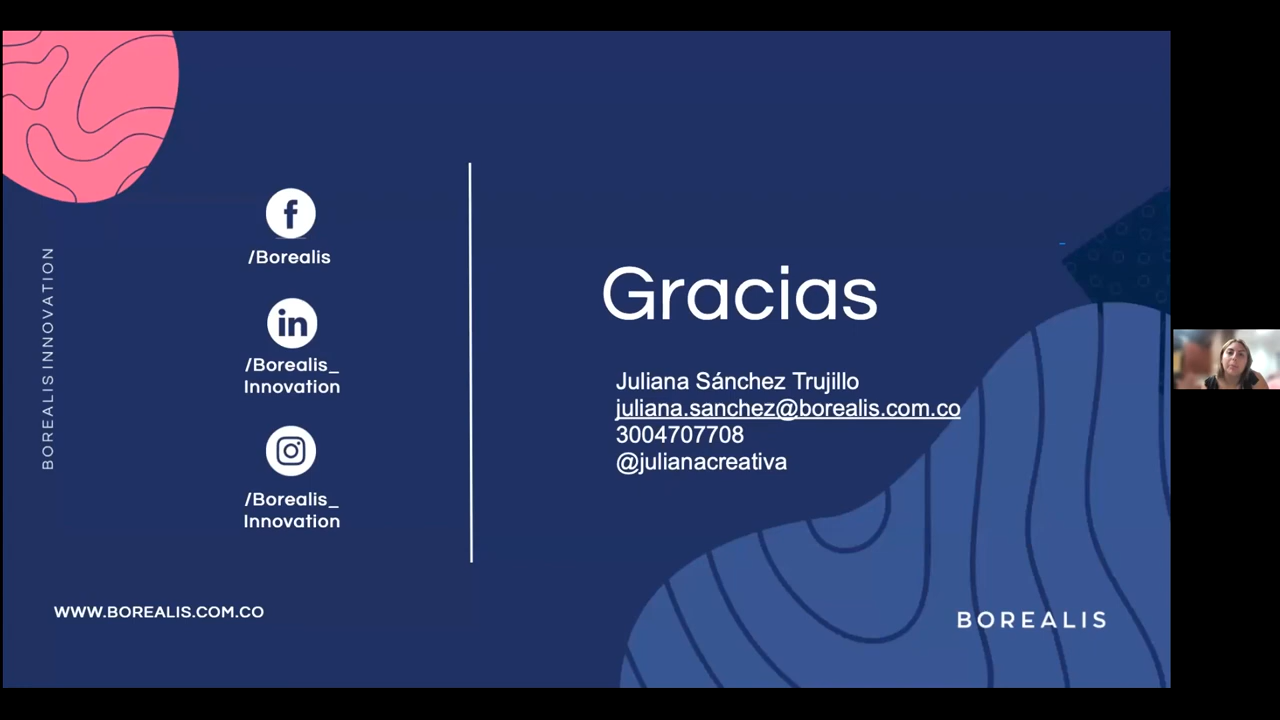 BOREALIS INNOVATION
/Borealis
/Borealis_
Innovation
/Borealis_
Innovation
WWW.BOREALIS.COM.CO
Gracias
Juliana Sánchez Trujillo
juliana.sanchez@borealis.com.co
3004707708
@julianacreativa
BOREALIS